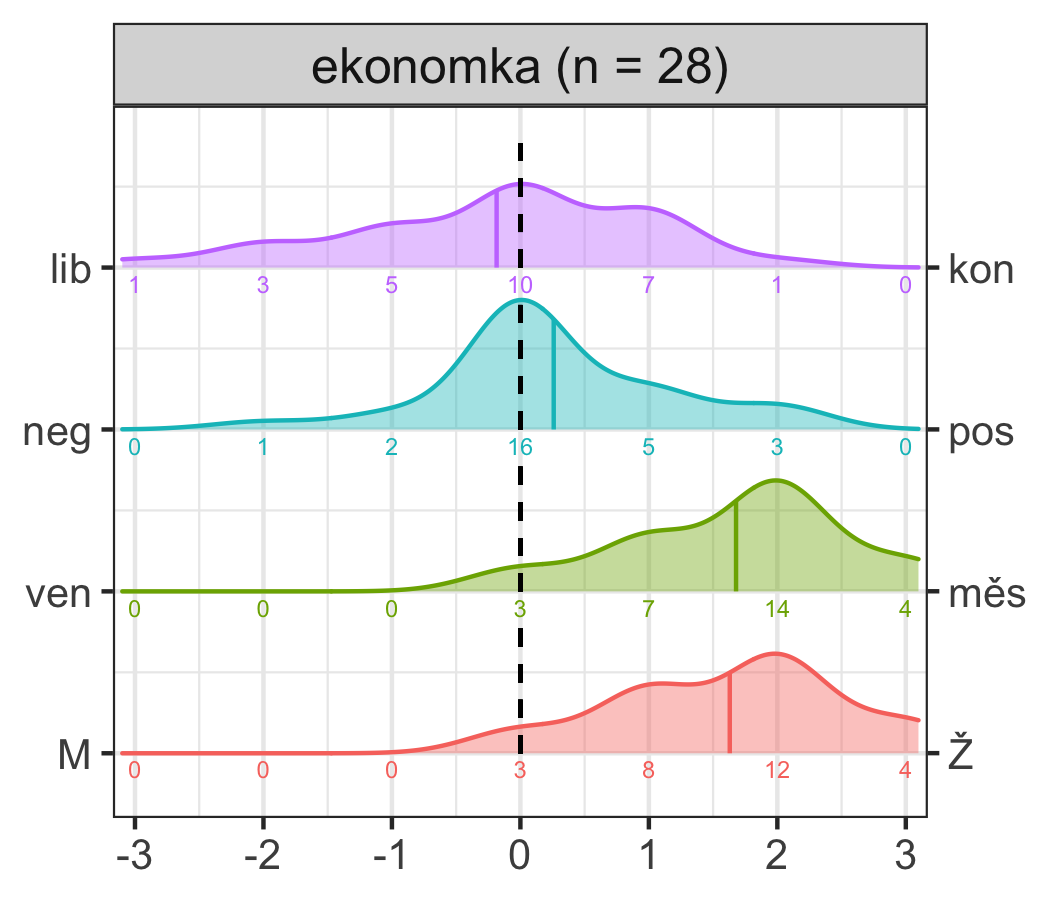 ekonomka (n = 28)
lib kon
1 3 5 10 7 1 0
neg pos
0 1 2 16 5 3 0
ven měs
0 0 0 3 7 14 4
M Ž
0 0 0 3 8 12 4
-3 -2 -1 0 1 2 3